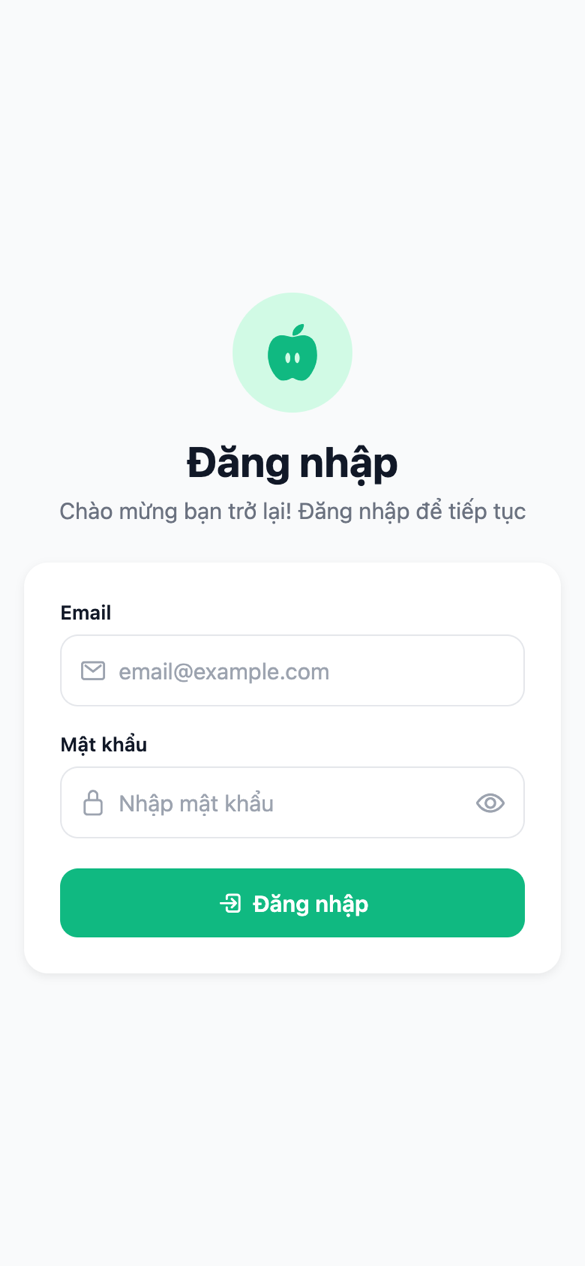 Đăng nhập
Chào mừng bạn trở lại! Đăng nhập để tiếp tục
Email
email@example.com
Mật khẩu
Nhập mật khẩu
Đăng nhập